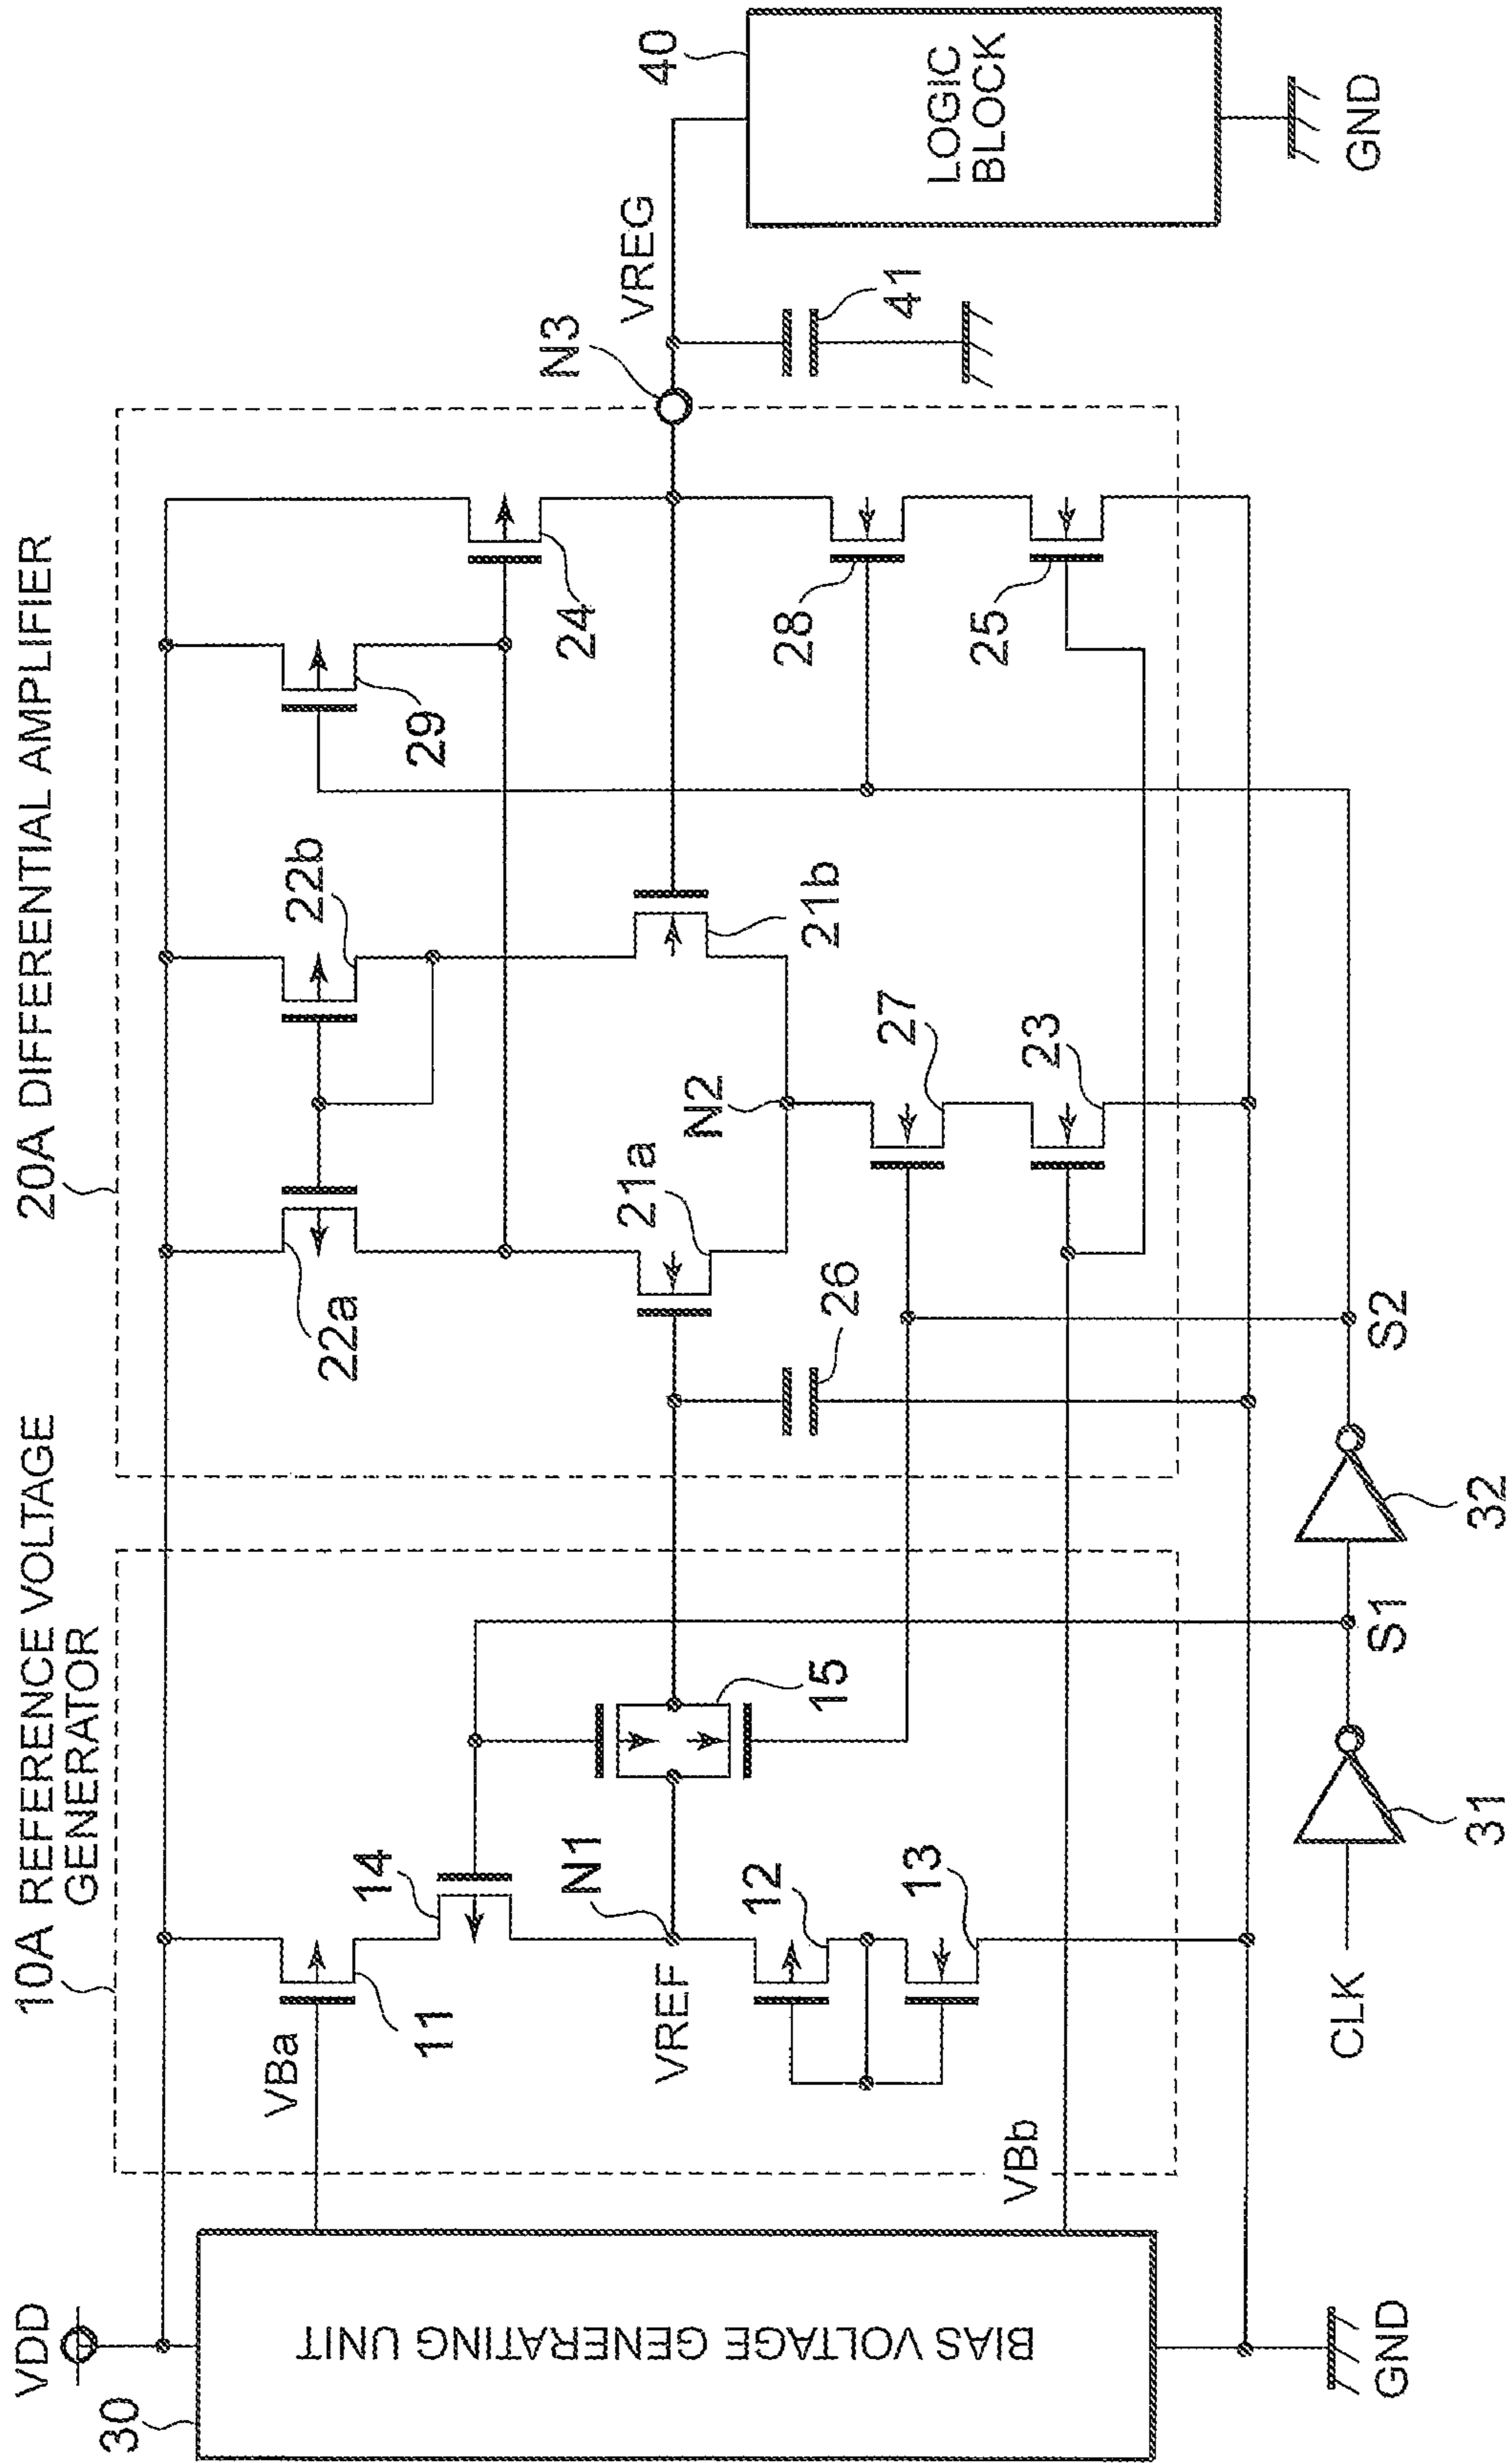 10A REFERENCE VOLTAGE
GENERATOR
20A DIFFERENTIAL AMPLIFIER
VDD
30
BIAS VOLTAGE GENERATING UNIT
GND
VBa
11
14
N1
VREF
12
13
15
VBb
CLK
31
S1
32
S2
22a
22b
29
24
21a
21b
26
N2
27
23
28
25
N3
VREG
41
40
LOGIC
BLOCK
GND